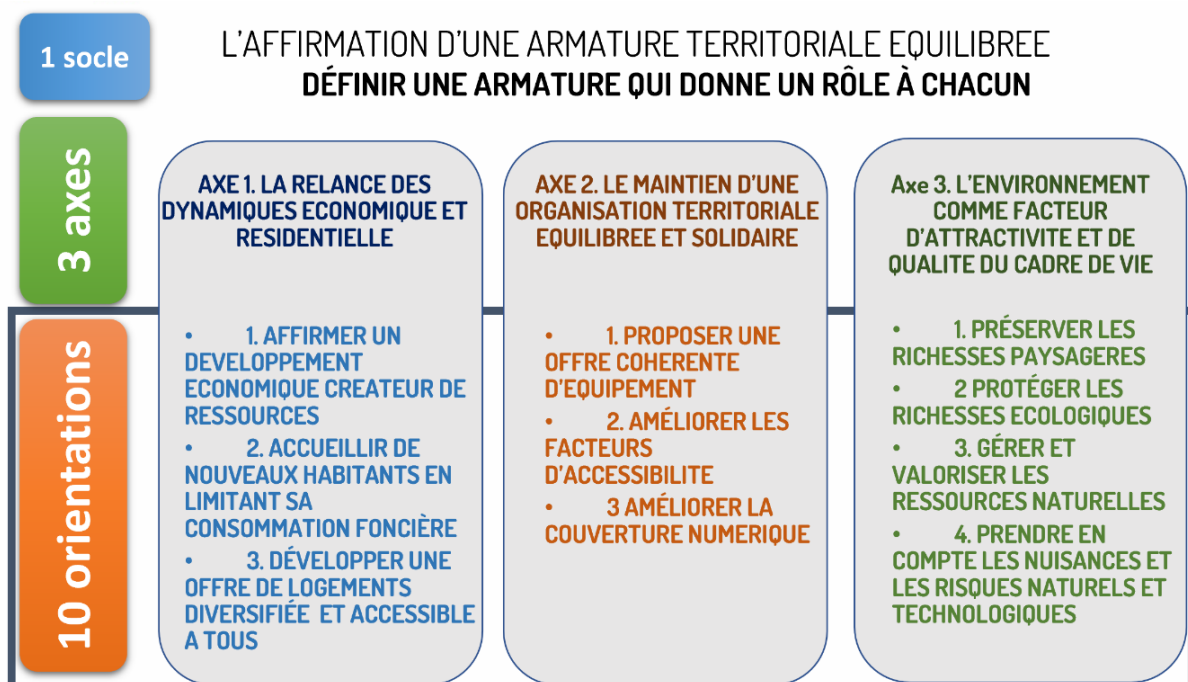 1 socle
L'AFFIRMATION D'UNE ARMATURE TERRITORIALE EQUILIBREE
DÉFINIR UNE ARMATURE QUI DONNE UN RÔLE À CHACUN
3 axes
AXE 1. LA RELANCE DES
DYNAMIQUES ECONOMIQUE ET
RESIDENTIELLE
AXE 2. LE MAINTIEN D'UNE
ORGANISATION TERRITORIALE
EQUILIBREE ET SOLIDAIRE
Axe 3. L'ENVIRONNEMENT
COMME FACTEUR
D'ATTRACTIVITE ET DE
QUALITE DU CADRE DE VIE
10 orientations
• 1. AFFIRMER UN
DEVELOPPEMENT
ECONOMIQUE CREATEUR DE
RESSOURCES
• 2. ACCUEILLIR DE
NOUVEAUX HABITANTS EN
LIMITANT SA
CONSOMMATION FONCIÈRE
• 3. DÉVELOPPER UNE
OFFRE DE LOGEMENTS
DIVERSIFIÉE ET ACCESSIBLE
A TOUS
• 1. PROPOSER UNE
OFFRE COHERENTE
D'EQUIPEMENT
• 2. AMÉLIORER LES
FACTEURS
D'ACCESSIBILITE
• 3 AMÉLIORER LA
COUVERTURE NUMERIQUE
• 1. PRÉSERVER LES
RICHESSES PAYSAGERES
• 2 PROTÉGER LES
RICHESSES ECOLOGIQUES
• 3. GÉRER ET
VALORISER LES
RESSOURCES NATURELLES
• 4. PRENDRE EN
COMPTE LES NUISANCES ET
LES RISQUES NATURELS ET
TECHNOLOGIQUES